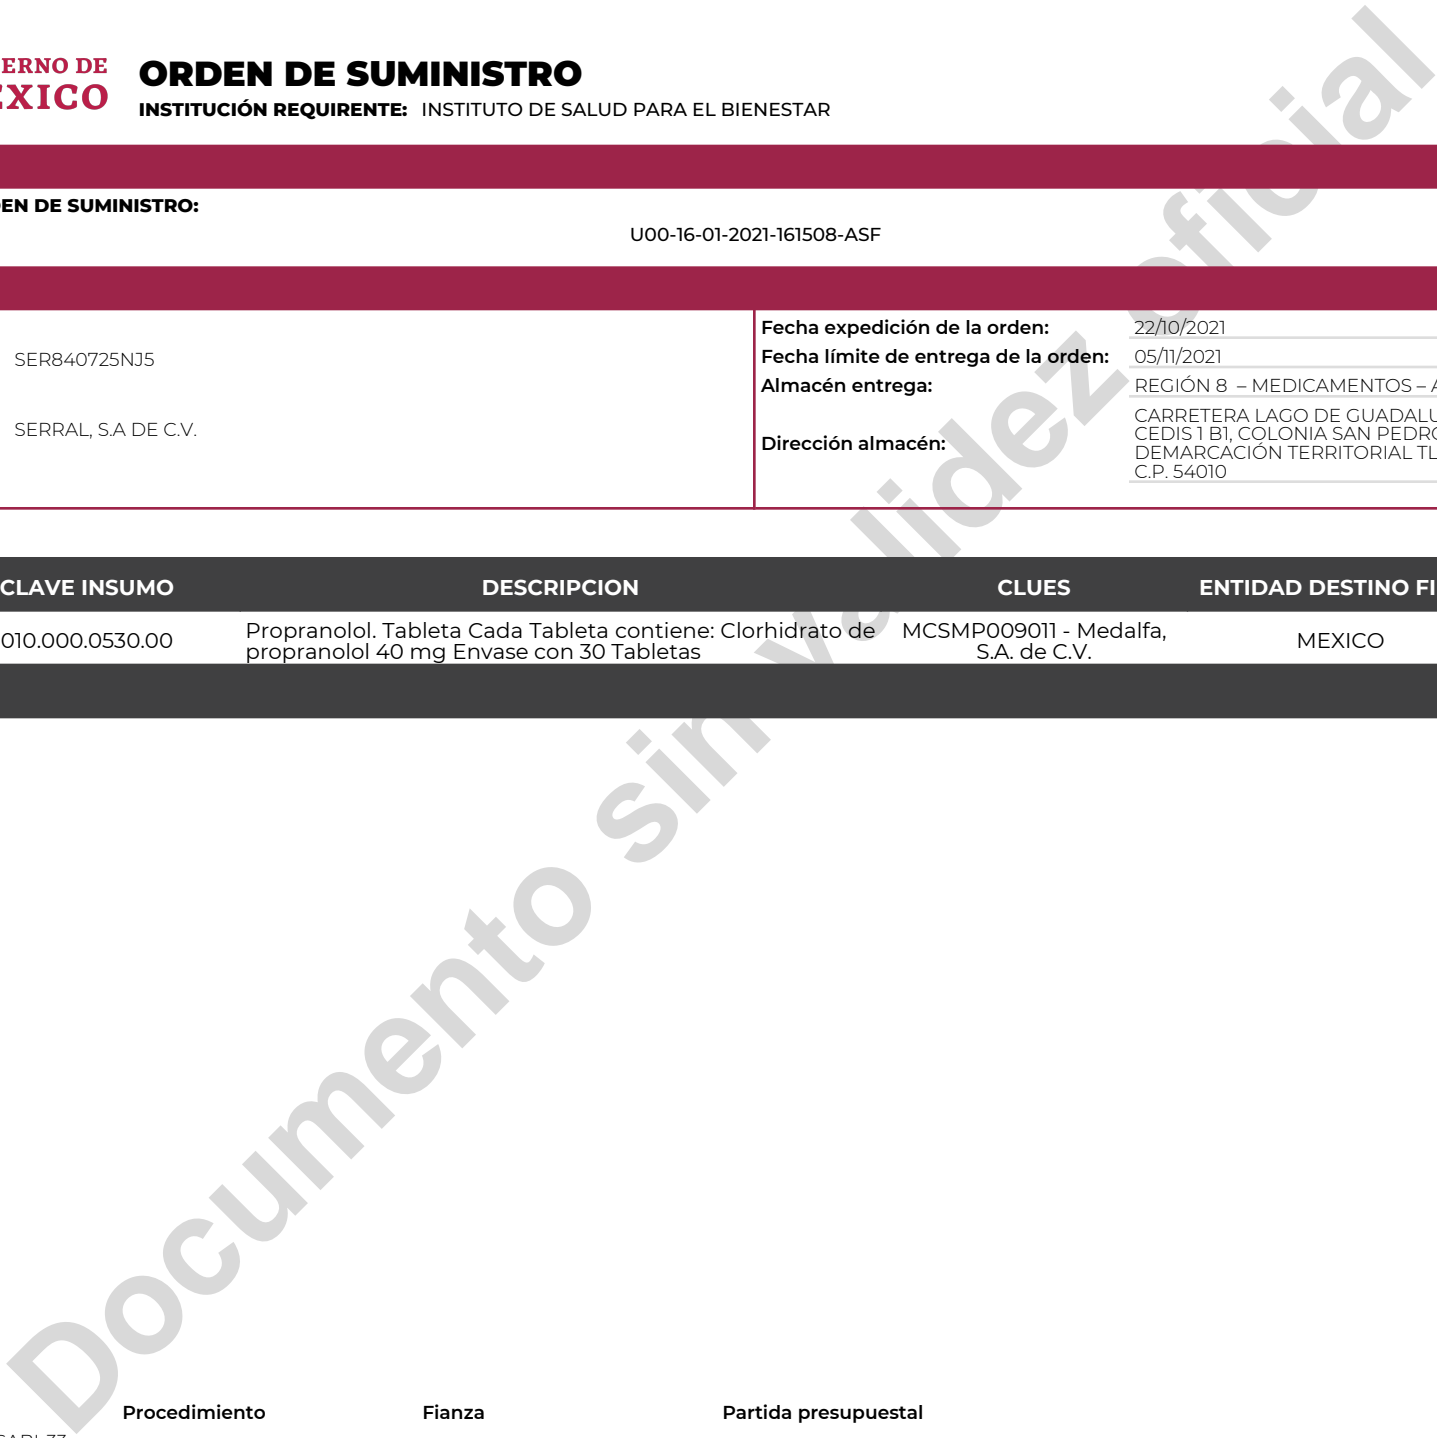 ERNO DE
ORDEN DE SUMINISTRO
EXICO
INSTITUCIÓN REQUIRENTE: INSTITUTO DE SALUD PARA EL BIENESTAR
EN DE SUMINISTRO:
U00-16-01-2021-161508-ASF
SER840725NJ5
SERRAL, S.A DE C.V.
Fecha expedición de la orden: 22/10/2021
Fecha límite de entrega de la orden: 05/11/2021
Almacén entrega: REGIÓN 8 – MEDICAMENTOS – A
Dirección almacén:
CARRETERA LAGO DE GUADALU
CEDIS 1 B1, COLONIA SAN PEDRO
DEMARCACIÓN TERRITORIAL TL
C.P. 54010
CLAVE INSUMO DESCRIPCION CLUES ENTIDAD DESTINO FI
010.000.0530.00
Propranolol. Tableta Cada Tableta contiene: Clorhidrato de
propranolol 40 mg Envase con 30 Tabletas
MCSMP009011 - Medalfa,
S.A. de C.V.
MEXICO
Documento sin validez oficial
Procedimiento Fianza Partida presupuestal